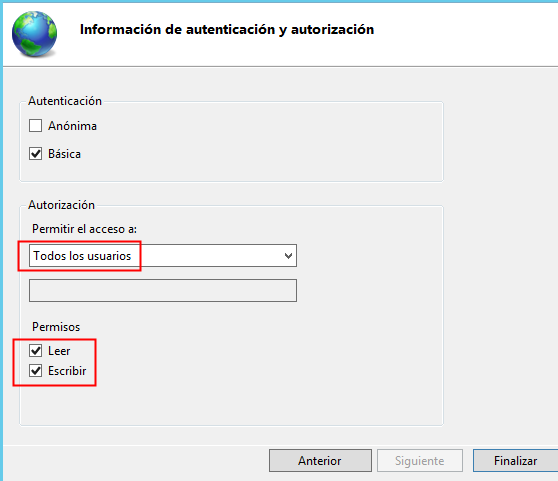 Información de autenticación y autorización
Autenticación
Anónima
Básica
Autorización
Permitir el acceso a:
Todos los usuarios
Permisos
Leer
Escribir
Anterior
Siguiente
Finalizar